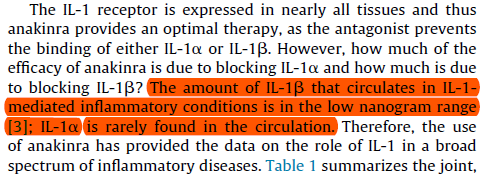 The IL-1 receptor is expressed in nearly all tissues and thus
anakinra provides an optimal therapy, as the antagonist prevents
the binding of either IL-1α or IL-1β. However, how much of the
efficacy of anakinra is due to blocking IL-1α and how much is due
to blocking IL-1β? The amount of IL-1β that circulates in IL-1-
mediated inflammatory conditions is in the low nanogram range
[3]; IL-1α is rarely found in the circulation. Therefore, the use
of anakinra has provided the data on the role of IL-1 in a broad
spectrum of inflammatory diseases. Table 1 summarizes the joint,